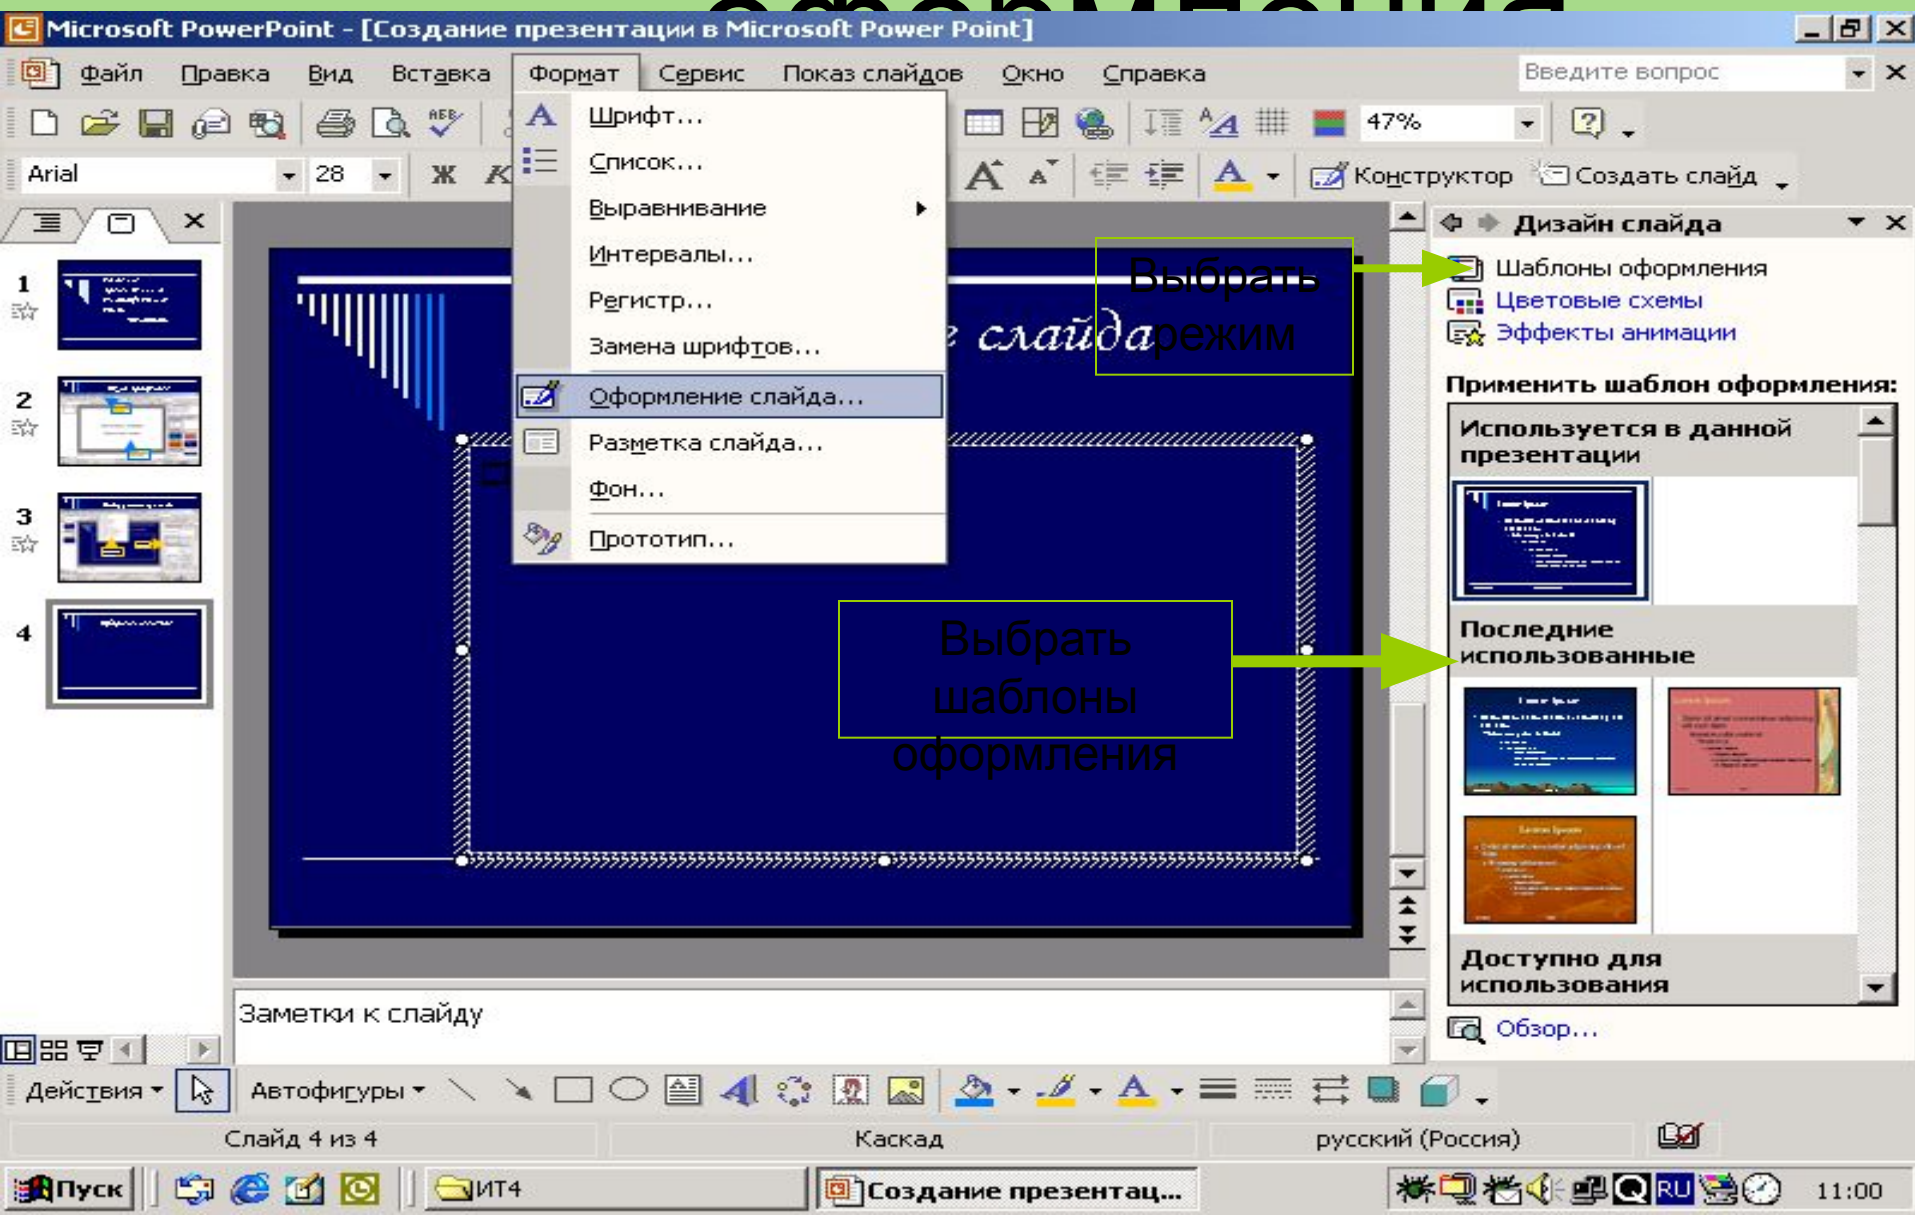 оформления
Microsoft PowerPoint - [Создание презентации в Microsoft Power Point]
Файл Правка Вид Вставка Формат Сервис Показ слайдов Окно Справка Введите вопрос
47%
Arial 28 Ж К Конструктор Создать слайд
Шрифт...
Список...
Выравнивание
Интервалы...
Регистр...
Замена шрифтов...
Оформление слайда...
Разметка слайда...
Фон...
Прототип...
1
2
3
4
слайда
Выбрать
режим
Выбрать
шаблоны
оформления
Дизайн слайда
Шаблоны оформления
Цветовые схемы
Эффекты анимации
Применить шаблон оформления:
Используется в данной
презентации
Последние
использованные
Доступно для
использования
Обзор...
Заметки к слайду
Действия Автофигуры
Слайд 4 из 4 Каскад русский (Россия)
Пуск ИТ4 Создание презентац... RU 11:00